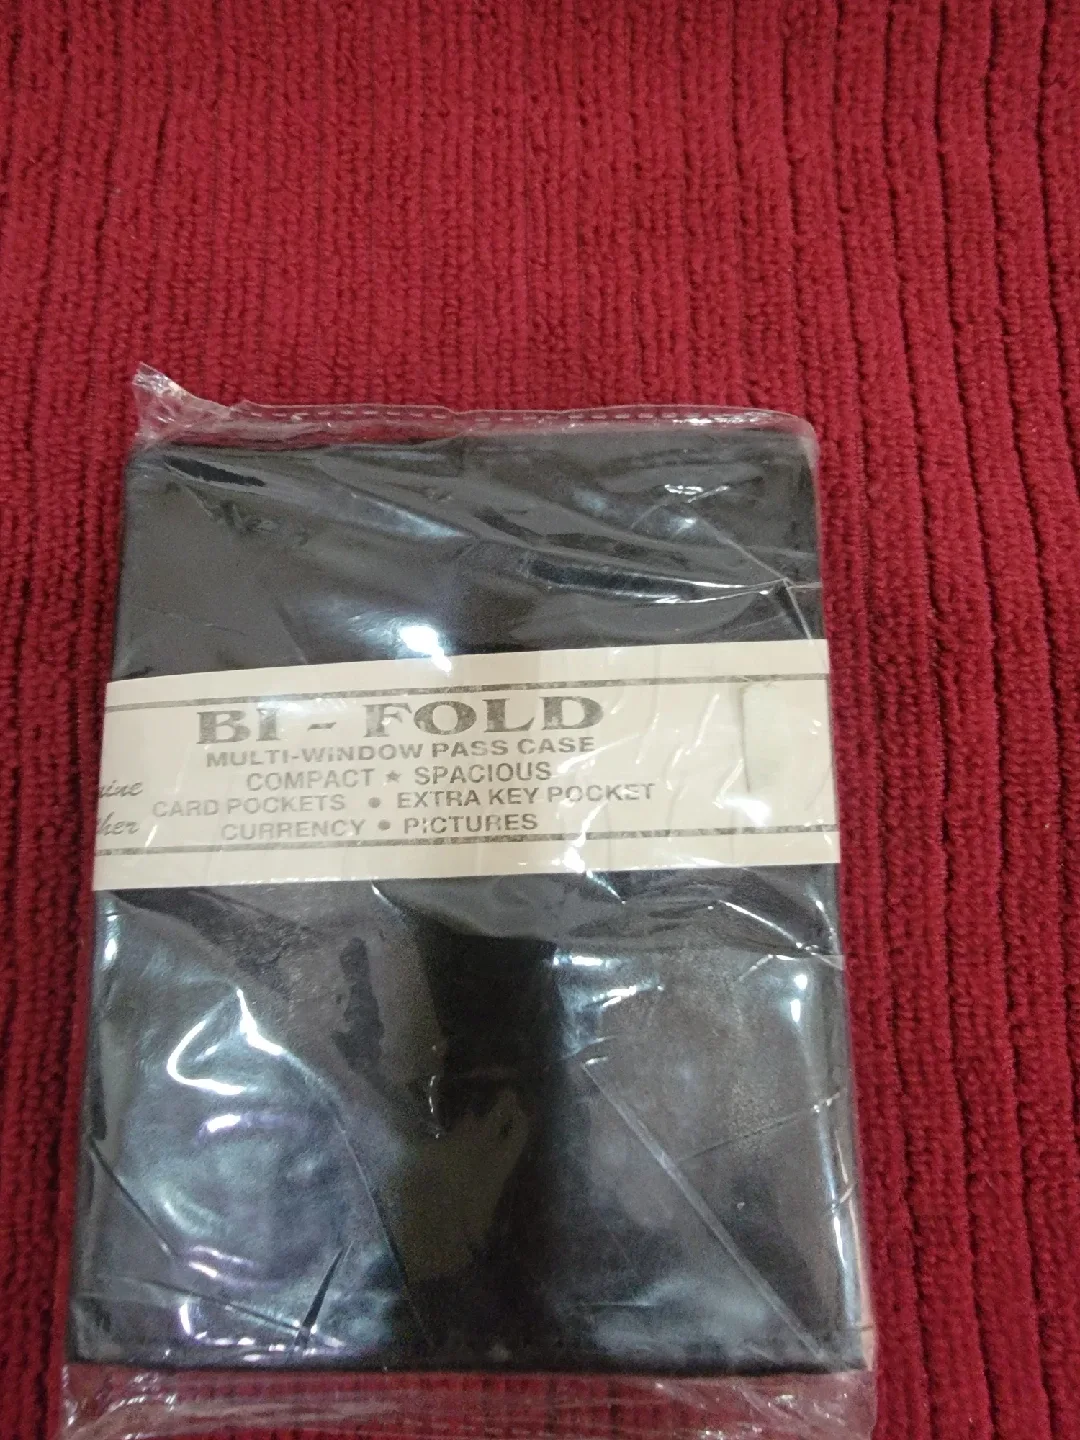 BI - FOLD
MULTI-WINDOW PASS CASE
COMPACT ★ SPACIOUS
CARD POCKETS ● EXTRA KEY POCKET
CURRENCY ● PICTURES